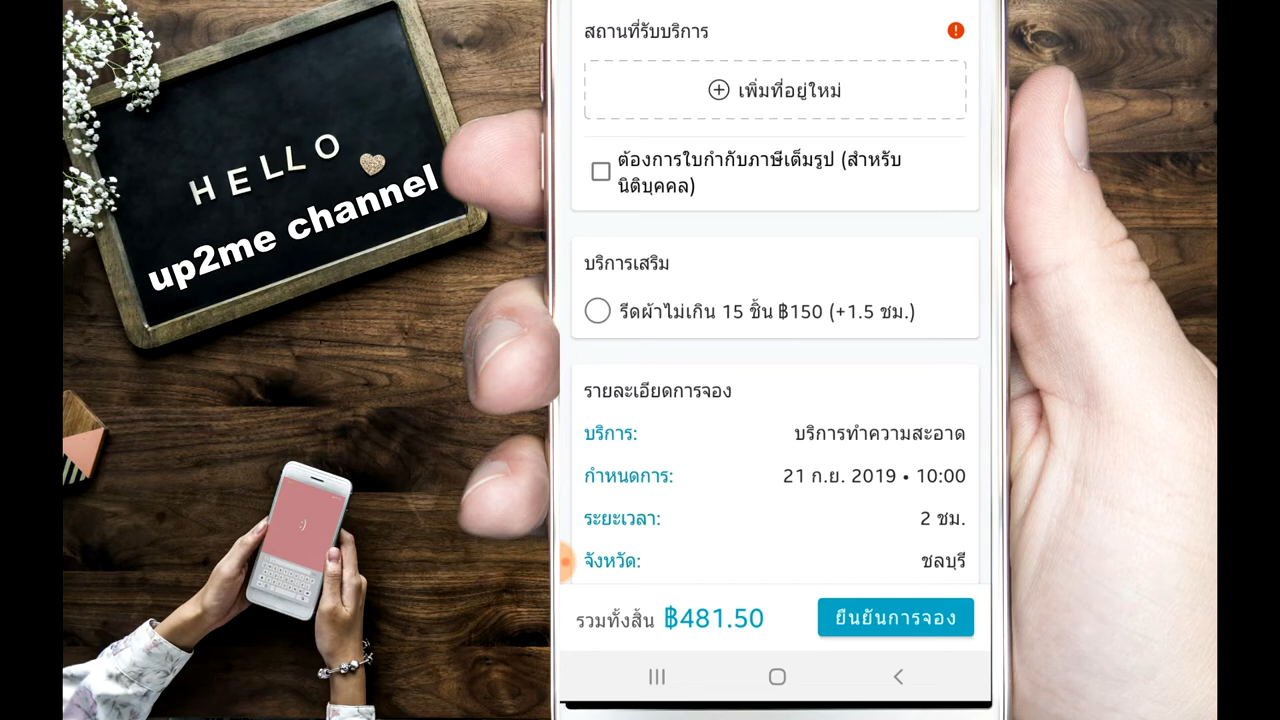 HELLO
up2me channel
:)
สถานที่รับบริการ
เพิ่มที่อยู่ใหม่
ต้องการใบกำกับภาษีเต็มรูป (สำหรับ
นิติบุคคล)
บริการเสริม
รีดผ้าไม่เกิน 15 ชิ้น ฿150 (+1.5 ชม.)
รายละเอียดการจอง
บริการ: บริการทำความสะอาด
กำหนดการ: 21 ก.ย. 2019 • 10:00
ระยะเวลา: 2 ชม.
จังหวัด: ชลบุรี
รวมทั้งสิ้น ฿481.50 ยืนยันการจอง